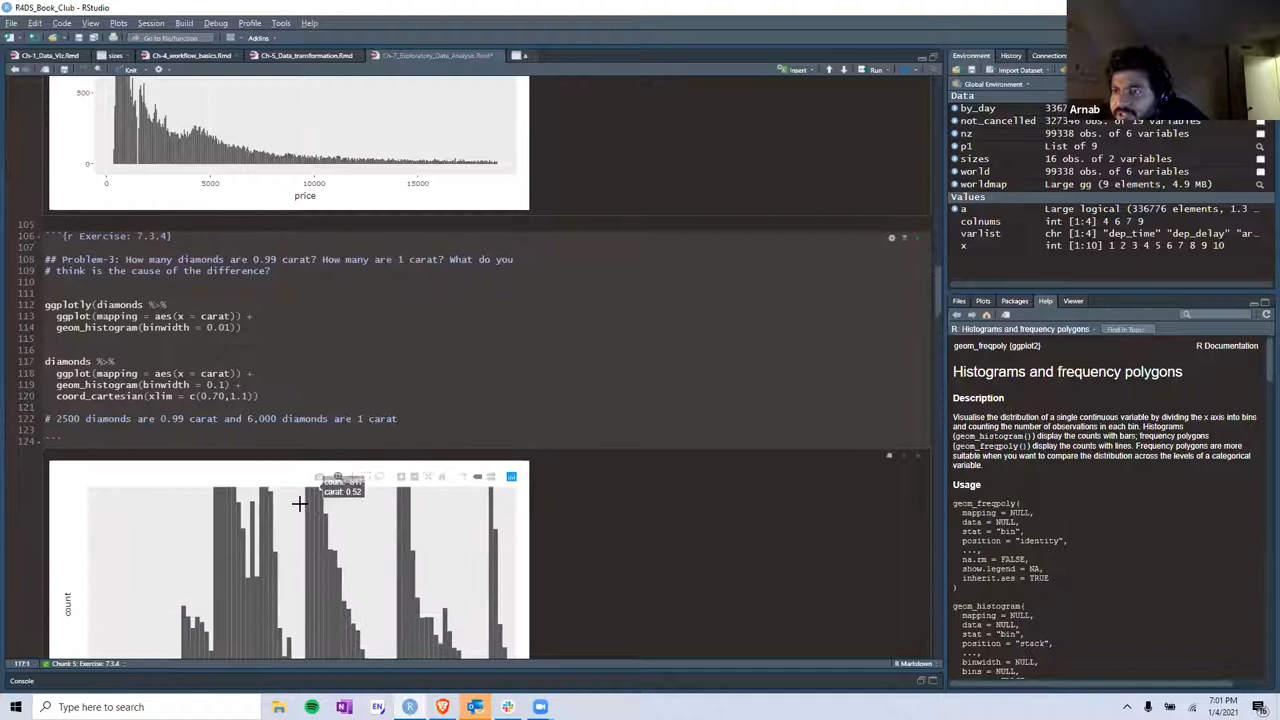 R4DS_Book_Club - RStudio
File Edit Code View Plots Session Build Debug Profile Tools Help
Go to file/function Addins
Ch-1_Data_Viz.Rmd sizes Ch-4_workflow_basics.Rmd Ch-5_Data_tranformation.Rmd Ch-7_Exploratory_Data_Analysis.Rmd* a
Knit Insert Run
500
0
0 5000 10000 15000
price
105
106 ```{r Exercise: 7.3.4}
107
108 ## Problem-3: How many diamonds are 0.99 carat? How many are 1 carat? What do you
109 # think is the cause of the difference?
110
111
112 ggplotly(diamonds %>%
113 ggplot(mapping = aes(x = carat)) +
114 geom_histogram(binwidth = 0.01))
115
116
117 diamonds %>%
118 ggplot(mapping = aes(x = carat)) +
119 geom_histogram(binwidth = 0.1) +
120 coord_cartesian(xlim = c(0.70,1.1))
121
122 # 2500 diamonds are 0.99 carat and 6,000 diamonds are 1 carat
123
124 ```
carat: 0.52
count
117:1 Chunk 5: Exercise: 7.3.4 R Markdown
Console
Environment History Connections
Import Dataset
Global Environment
Arnab
Data
by_day
not_cancelled 327346 obs. of 19 variables
nz 99338 obs. of 6 variables
p1 List of 9
sizes 16 obs. of 2 variables
world 99338 obs. of 6 variables
worldmap Large gg (9 elements, 4.9 MB)
Values
a Large logical (336776 elements, 1.3 …
colnums int [1:4] 4 6 7 9
varlist chr [1:4] "dep_time" "dep_delay" "ar…
x int [1:10] 1 2 3 4 5 6 7 8 9 10
Files Plots Packages Help Viewer
R: Histograms and frequency polygons Find in Topic
geom_freqpoly {ggplot2} R Documentation
Histograms and frequency polygons
Description
Visualise the distribution of a single continuous variable by dividing the x axis into bins
and counting the number of observations in each bin. Histograms
(geom_histogram()) display the counts with bars; frequency polygons
(geom_freqpoly()) display the counts with lines. Frequency polygons are more
suitable when you want to compare the distribution across the levels of a categorical
variable.
Usage
geom_freqpoly(
mapping = NULL,
data = NULL,
stat = "bin",
position = "identity",
...,
na.rm = FALSE,
show.legend = NA,
inherit.aes = TRUE
)
geom_histogram(
mapping = NULL,
data = NULL,
stat = "bin",
position = "stack",
...,
binwidth = NULL,
bins = NULL,
Type here to search
EN
7:01 PM
1/4/2021